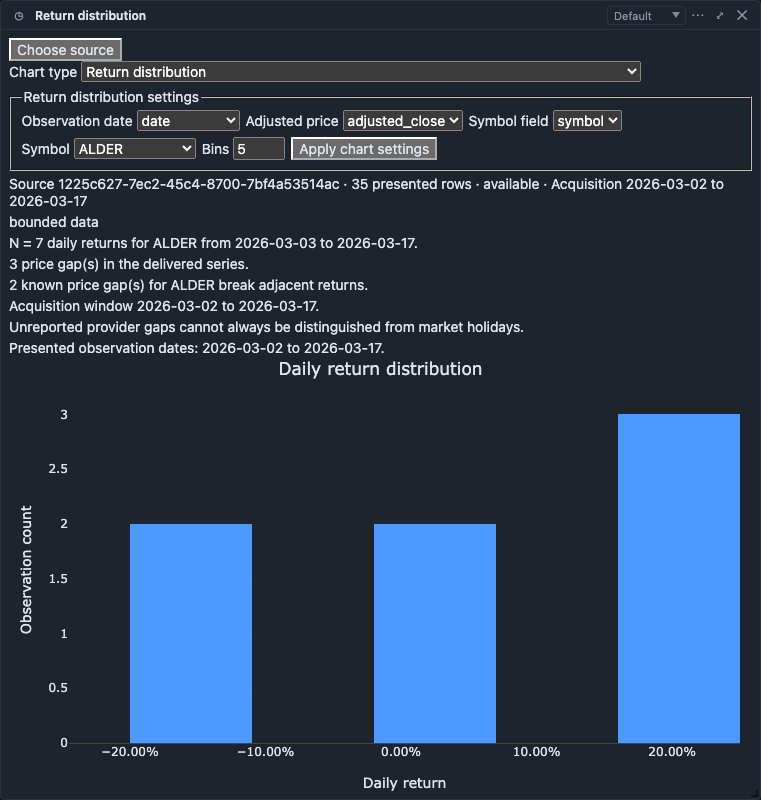 Return distribution
Default
Choose source
Chart type Return distribution
Return distribution settings
Observation date date Adjusted price adjusted_close Symbol field symbol
Symbol ALDER Bins 5 Apply chart settings
Source 1225c627-7ec2-45c4-8700-7bf4a53514ac · 35 presented rows · available · Acquisition 2026-03-02 to
2026-03-17
bounded data
N = 7 daily returns for ALDER from 2026-03-03 to 2026-03-17.
3 price gap(s) in the delivered series.
2 known price gap(s) for ALDER break adjacent returns.
Acquisition window 2026-03-02 to 2026-03-17.
Unreported provider gaps cannot always be distinguished from market holidays.
Presented observation dates: 2026-03-02 to 2026-03-17.
Daily return distribution
Observation count
3
2.5
2
1.5
1
0.5
0
−20.00% −10.00% 0.00% 10.00% 20.00%
Daily return